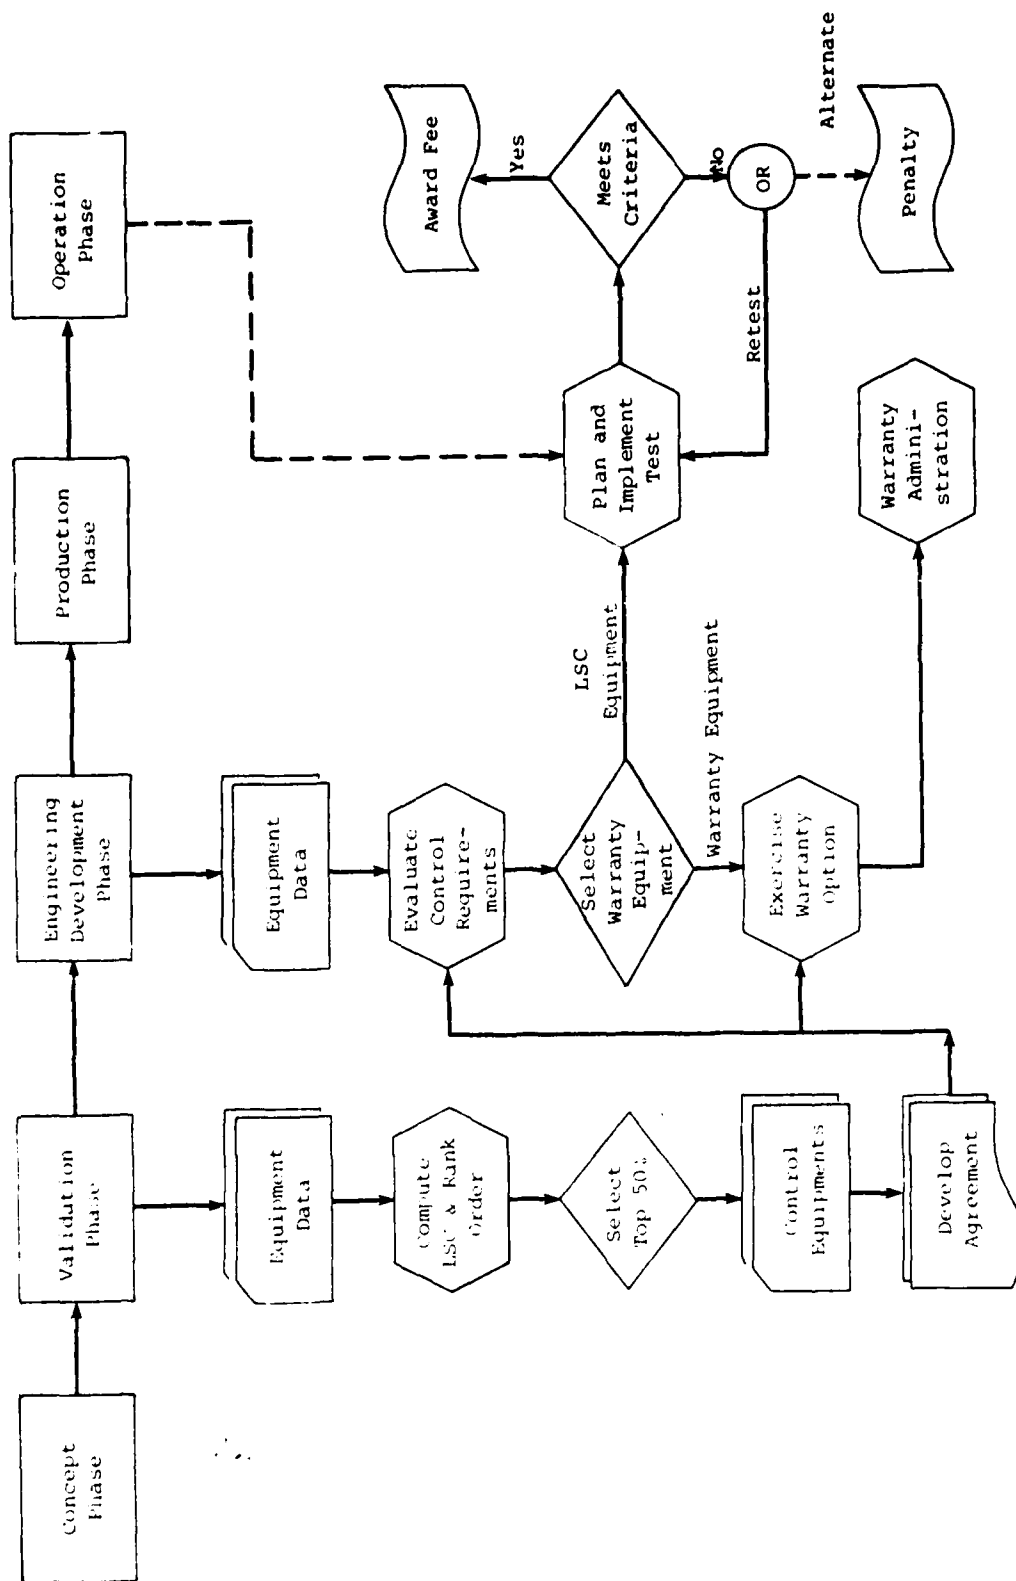 Concept
Phase
Validation
Phase
Engineering
Development
Phase
Production
Phase
Operation
Phase
Equipment
Data
Equipment
Data
Compute
LSC & Rank
Order
Evaluate
Control
Require-
ments
Select
Top 50%
Select
Warranty
Equip-
ment
LSC
Equipment
Plan and
Implement
Test
Meets
Criteria
Yes
Award Fee
No
OR
Retest
Alternate
Penalty
Control
Equipments
Warranty Equipment
Exercise
Warranty
Option
Warranty
Admini-
stration
Develop
Agreement